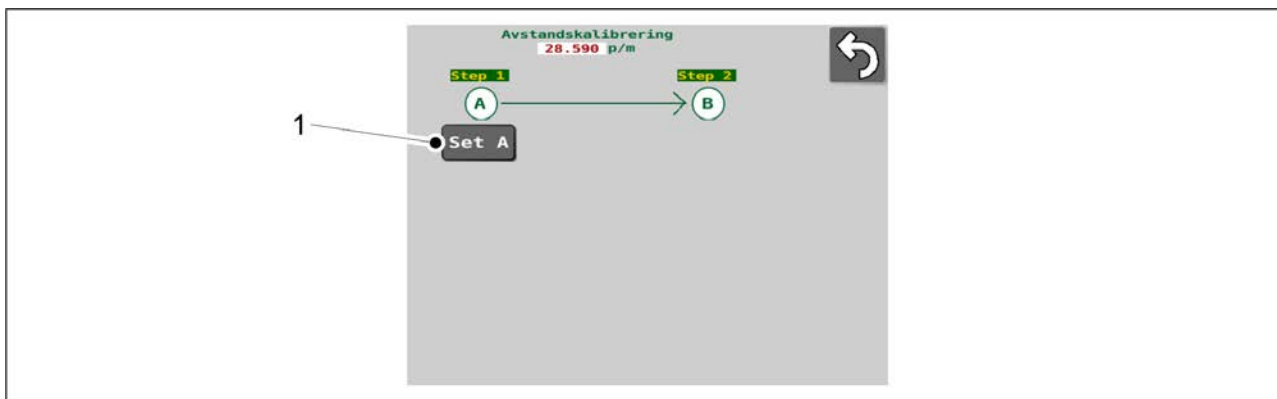 Avstandskalibrering
28.590 p/m
Step 1
Step 2
A
B
1
Set A